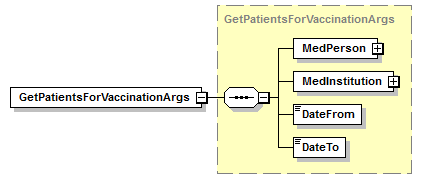 GetPatientsForVaccinationArgs
GetPatientsForVaccinationArgs
MedPerson
MedInstitution
DateFrom
DateTo